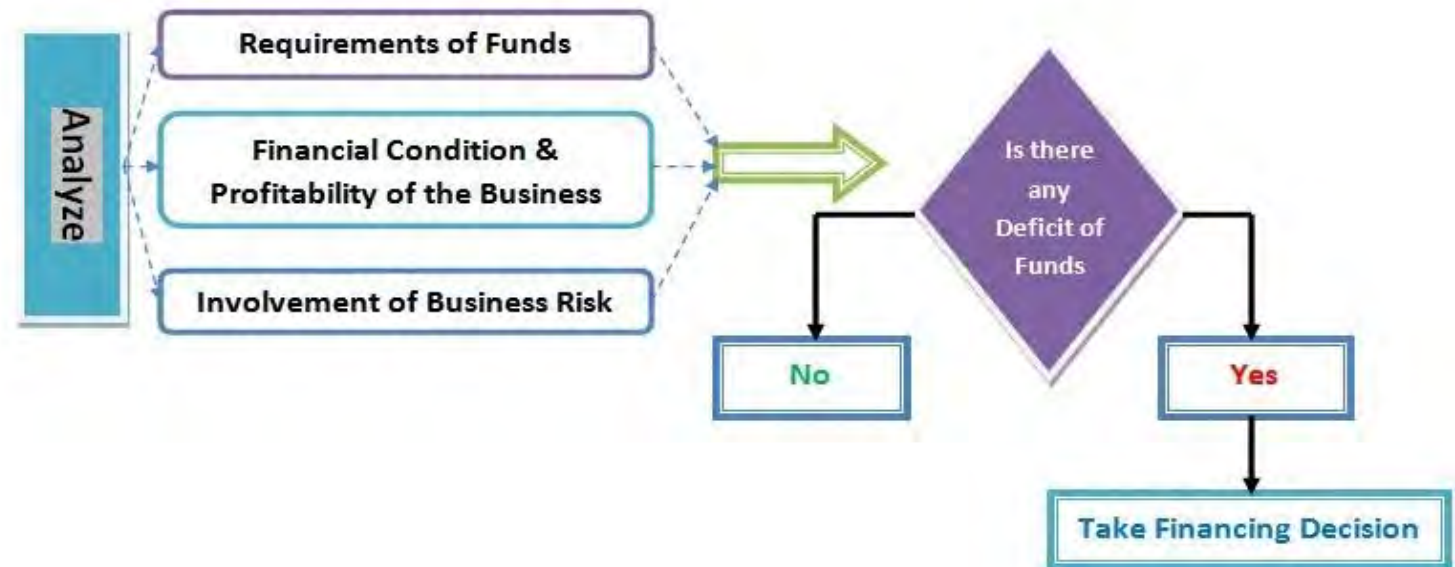 Analyze
Requirements of Funds
Financial Condition &
Profitability of the Business
Involvement of Business Risk
Is there
any
Deficit of
Funds
No
Yes
Take Financing Decision